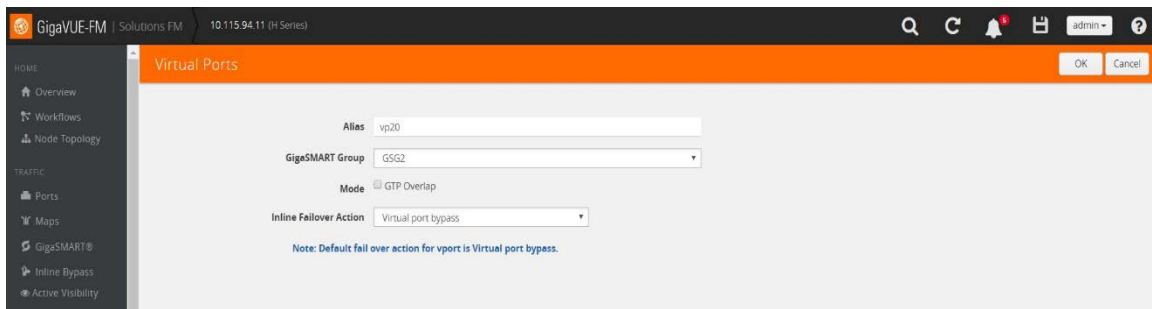 GigaVUE-FM | Solutions FM 10.115.94.11 (H Series) 5 admin ?
HOME
Overview
Workflows
Node Topology
TRAFFIC
Ports
Maps
GigaSMART®
Inline Bypass
Active Visibility
Virtual Ports OK Cancel
Alias vp20
GigaSMART Group GSG2
Mode GTP Overlap
Inline Failover Action Virtual port bypass
Note: Default fail over action for vport is Virtual port bypass.